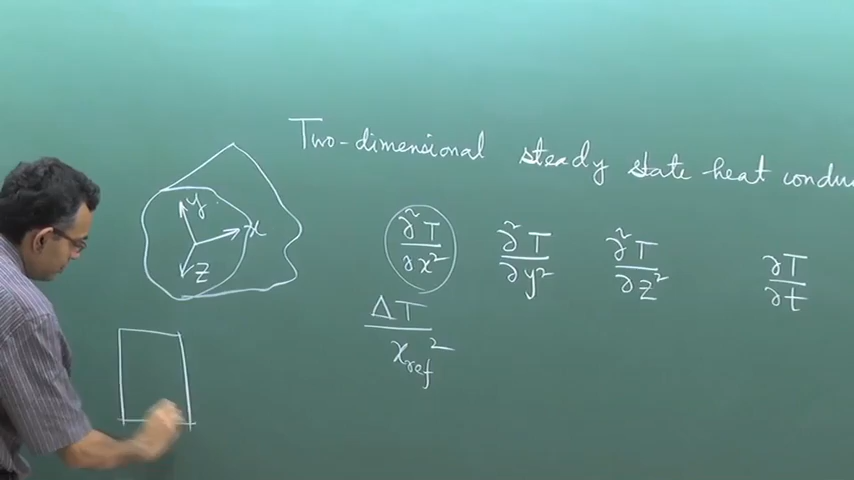 Two-dimensional steady state heat condu
y
x
z
∂²T/∂x² ∂²T/∂y² ∂²T/∂z² ∂T/∂t
ΔT/x_ref²